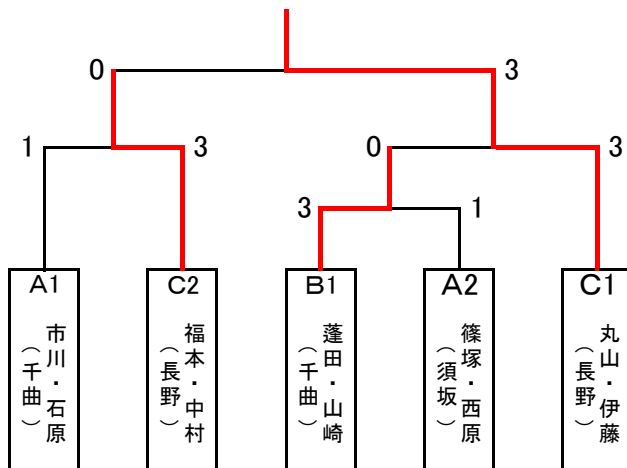 0
3
1
3
0
3
3
1
A1
C2
B1
A2
C1
市川・石原
（千曲）
福本・中村
（長野）
蓬田・山崎
（千曲）
篠塚・西原
（須坂）
丸山・伊藤
（長野）